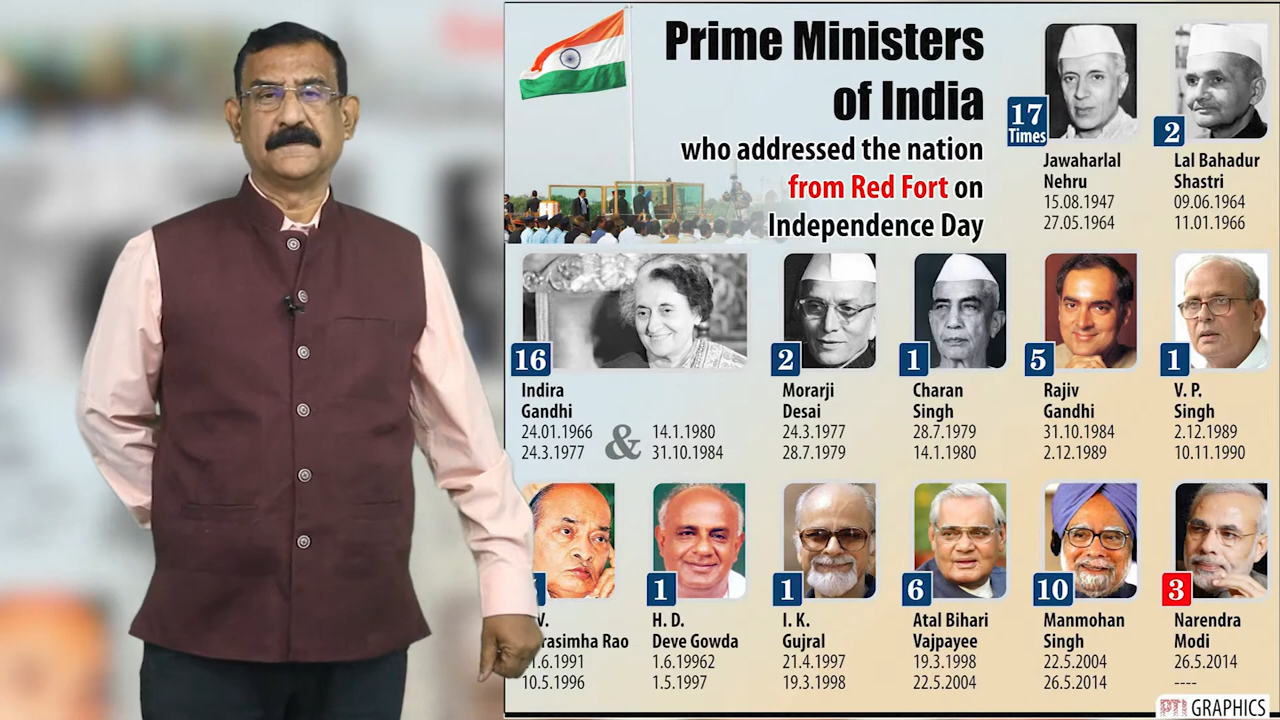 Prime Ministers
of India
who addressed the nation
from Red Fort on
Independence Day
17
Times
Jawaharlal
Nehru
15.08.1947
27.05.1964
2
Lal Bahadur
Shastri
09.06.1964
11.01.1966
16
Indira
Gandhi
24.01.1966
24.3.1977
&
14.1.1980
31.10.1984
2
Morarji
Desai
24.3.1977
28.7.1979
1
Charan
Singh
28.7.1979
14.1.1980
5
Rajiv
Gandhi
31.10.1984
2.12.1989
1
V. P.
Singh
2.12.1989
10.11.1990
V.
rasimha Rao
1.6.1991
10.5.1996
1
H. D.
Deve Gowda
1.6.19962
1.5.1997
1
I. K.
Gujral
21.4.1997
19.3.1998
6
Atal Bihari
Vajpayee
19.3.1998
22.5.2004
10
Manmohan
Singh
22.5.2004
26.5.2014
3
Narendra
Modi
26.5.2014
----
PTI GRAPHICS